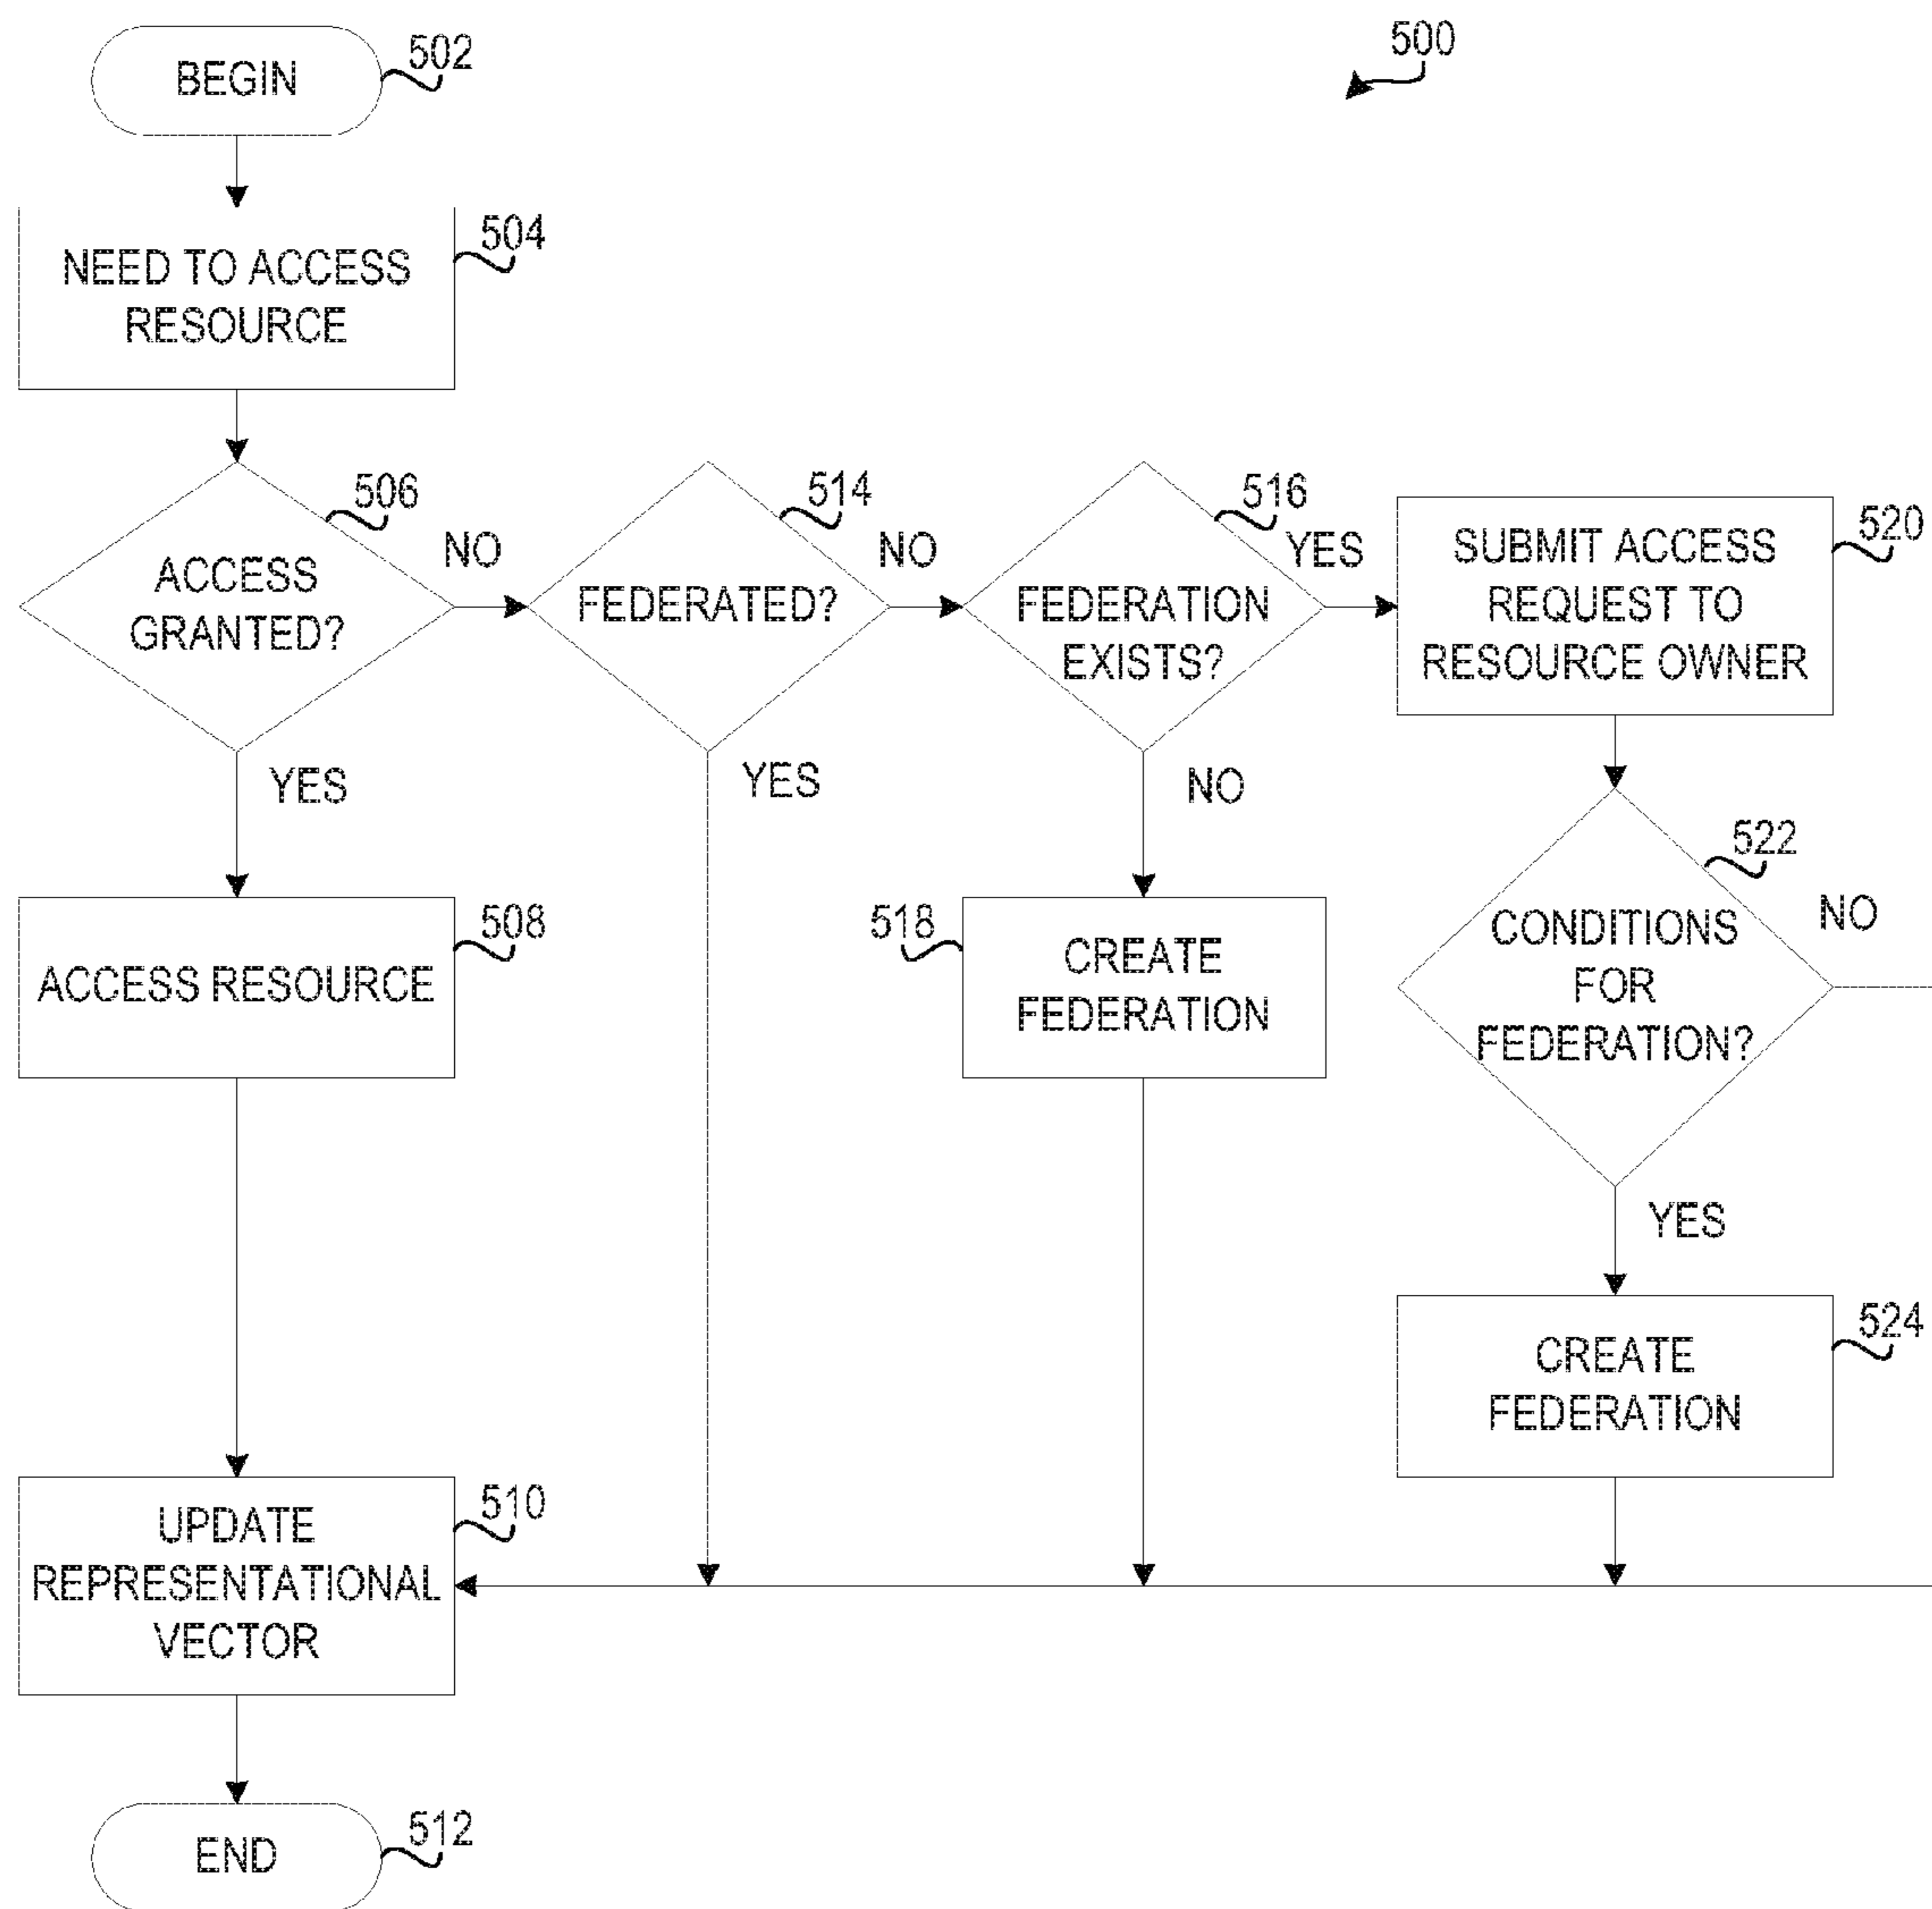 BEGIN
502
500
NEED TO ACCESS
RESOURCE
504
ACCESS
GRANTED?
506
NO
YES
FEDERATED?
514
NO
YES
FEDERATION
EXISTS?
516
YES
NO
SUBMIT ACCESS
REQUEST TO
RESOURCE OWNER
520
CONDITIONS
FOR
FEDERATION?
522
NO
YES
ACCESS RESOURCE
508
518
CREATE
FEDERATION
CREATE
FEDERATION
524
UPDATE
REPRESENTATIONAL
VECTOR
510
END
512